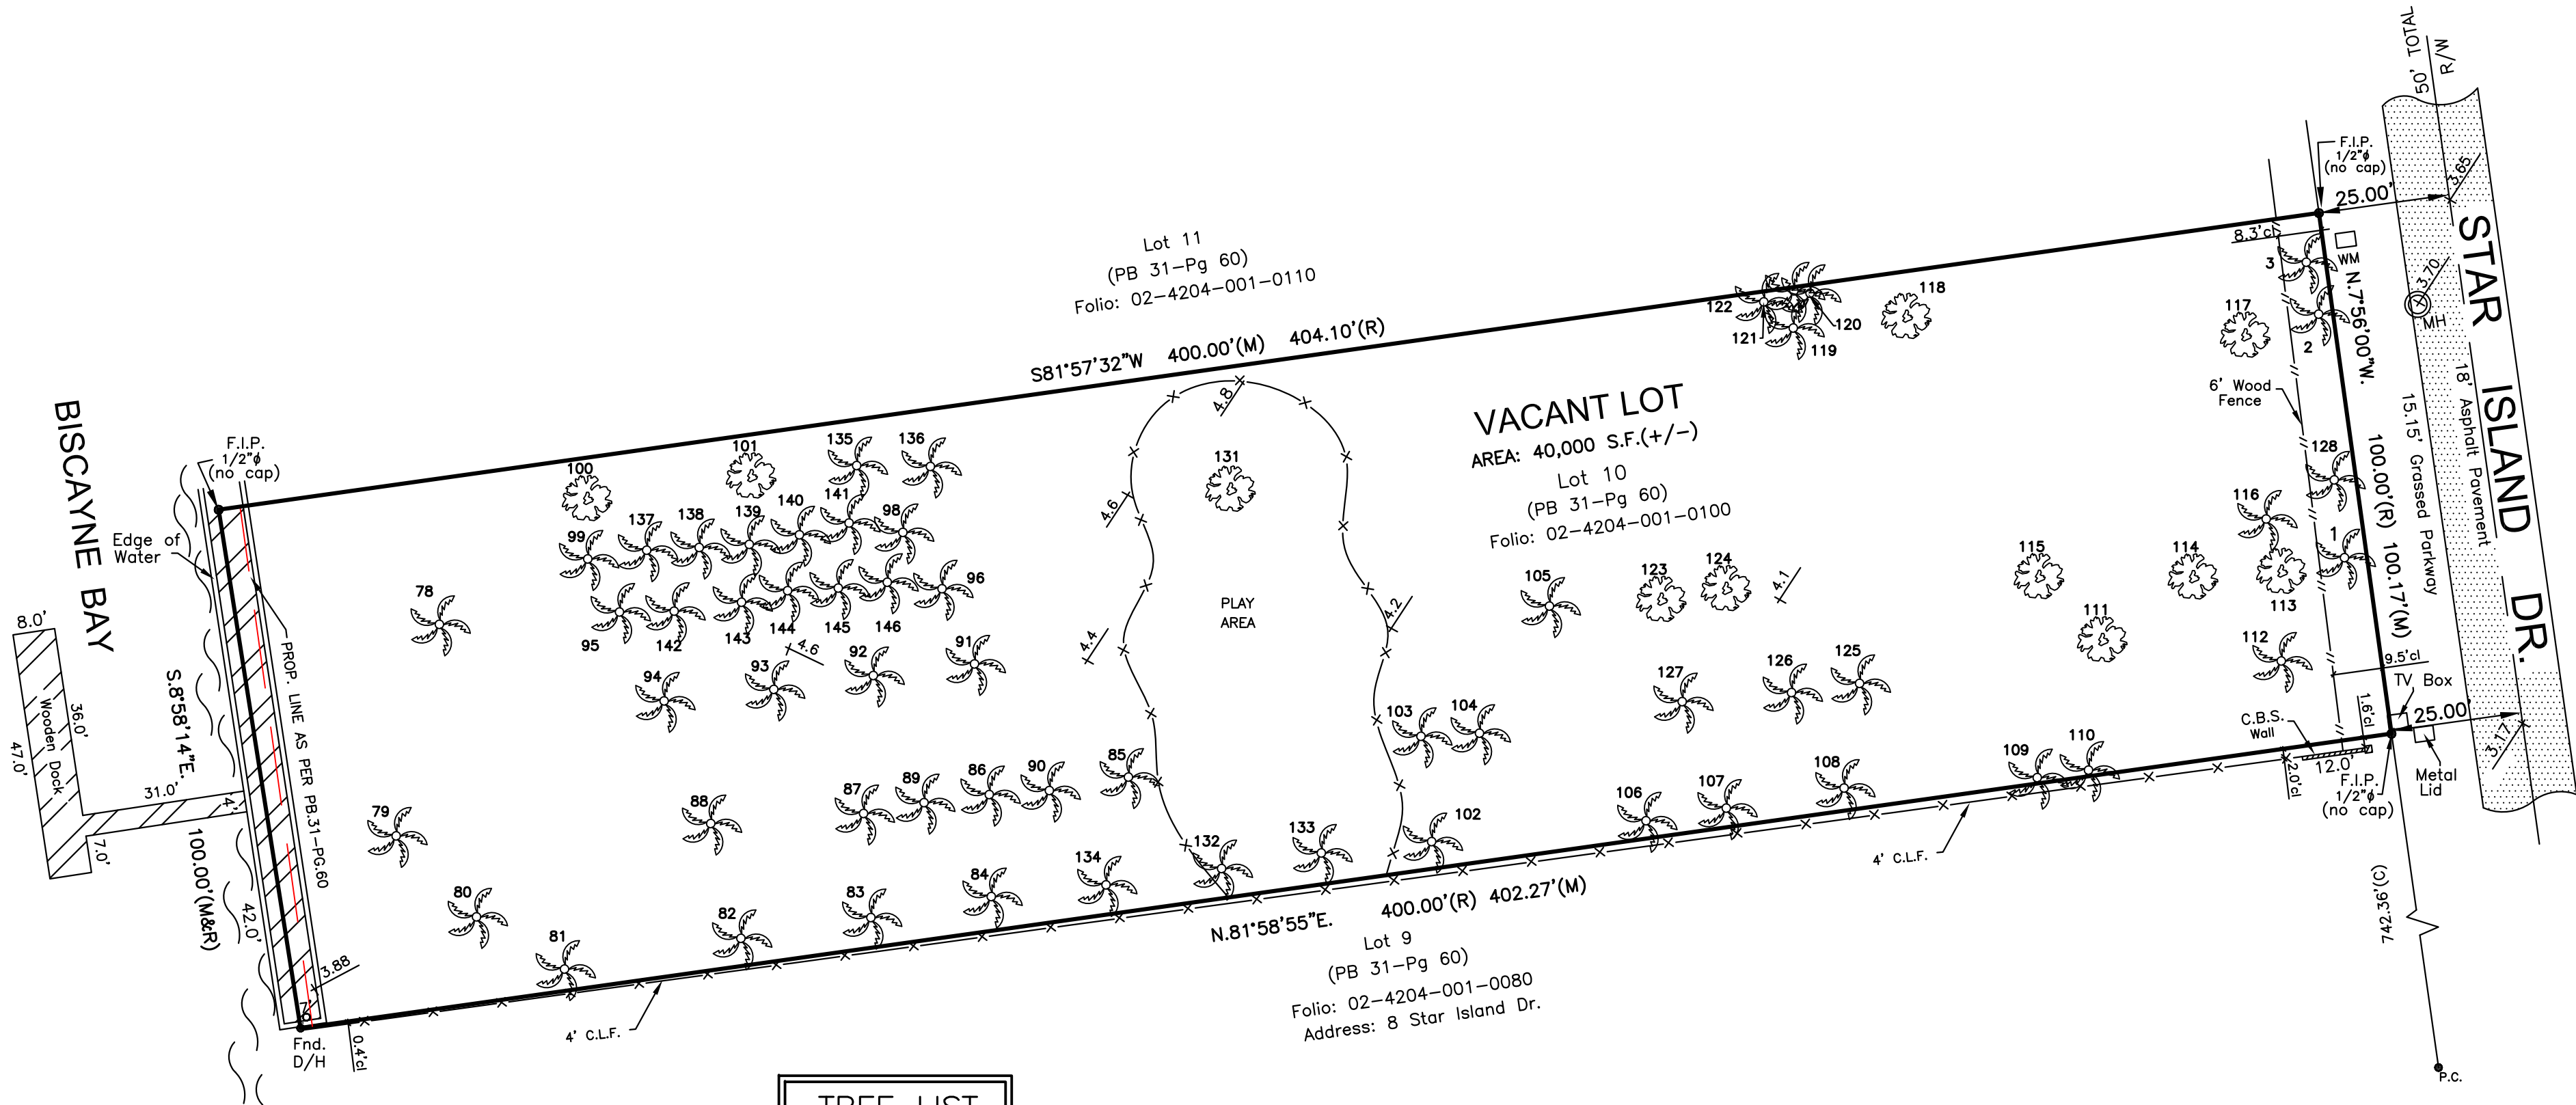 50' TOTAL
R/W
F.I.P.
1/2"ø
(no cap)
25.00'
3.65
8.3'cl
WM
3
2
N.7°56'00"W.
3.70
MH
STAR ISLAND DR.
18' Asphalt Pavement
15.15' Grassed Parkway
100.00'(R) 100.17'(M)
6' Wood
Fence
Lot 11
(PB 31-Pg 60)
Folio: 02-4204-001-0110
S81°57'32"W 400.00'(M) 404.10'(R)
122
121
120
119
118
117
VACANT LOT
AREA: 40,000 S.F.(+/-)
Lot 10
(PB 31-Pg 60)
Folio: 02-4204-001-0100
4.8
131
4.6
4.4
4.2
4.1
PLAY
AREA
BISCAYNE BAY
F.I.P.
1/2"ø
(no cap)
Edge of
Water
100
101
135
136
99
137
138
139
140
141
98
78
95
142
143
144
145
146
96
4.6
94
93
92
91
105
123
124
115
114
111
116
128
1
113
112
127
126
125
103
104
8.0'
Wooden Dock
36.0'
47.0'
31.0'
4'
7.0'
S.8°58'14"E.
100.00'(M&R)
42.0'
PROP. LINE AS PER PB.31-PG.60
79
80
81
82
83
84
88
87
89
86
90
85
134
132
133
102
106
107
108
109
110
9.5'cl
TV Box
1.6'cl
25.00'
C.B.S.
Wall
12.0'
2.0'cl
F.I.P.
1/2"ø
(no cap)
Metal
Lid
3.17
4' C.L.F.
742.36'(C)
P.C.
N.81°58'55"E. 400.00'(R) 402.27'(M)
Lot 9
(PB 31-Pg 60)
Folio: 02-4204-001-0080
Address: 8 Star Island Dr.
3.88
Fnd.
D/H
0.4'cl
4' C.L.F.
TREE LIST